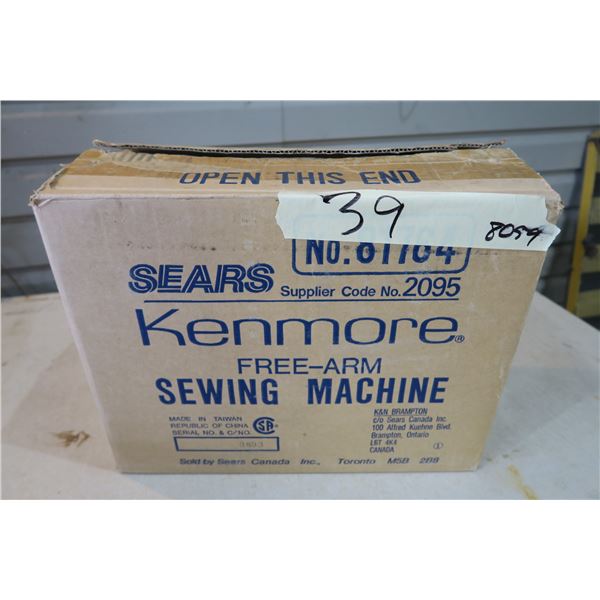 OPEN THIS END
39
8059
No. 81764
SEARS
Supplier Code No. 2095
Kenmore®
FREE-ARM
SEWING MACHINE
MADE IN TAIWAN
REPUBLIC OF CHINA
SERIAL NO. & C/NO.
K&N BRAMPTON
c/o Sears Canada Inc
100 Alfred Kuehne Blvd.
Brampton, Ontario
L6T 4K4
CANADA
Sold by Sears Canada Inc., Toronto M5B 2B8